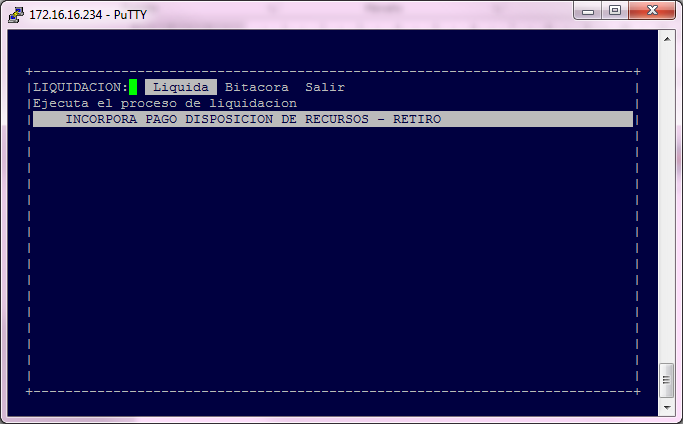 172.16.16.234 - PuTTY
LIQUIDACION: Liquida Bitacora Salir
Ejecuta el proceso de liquidacion
INCORPORA PAGO DISPOSICION DE RECURSOS - RETIRO